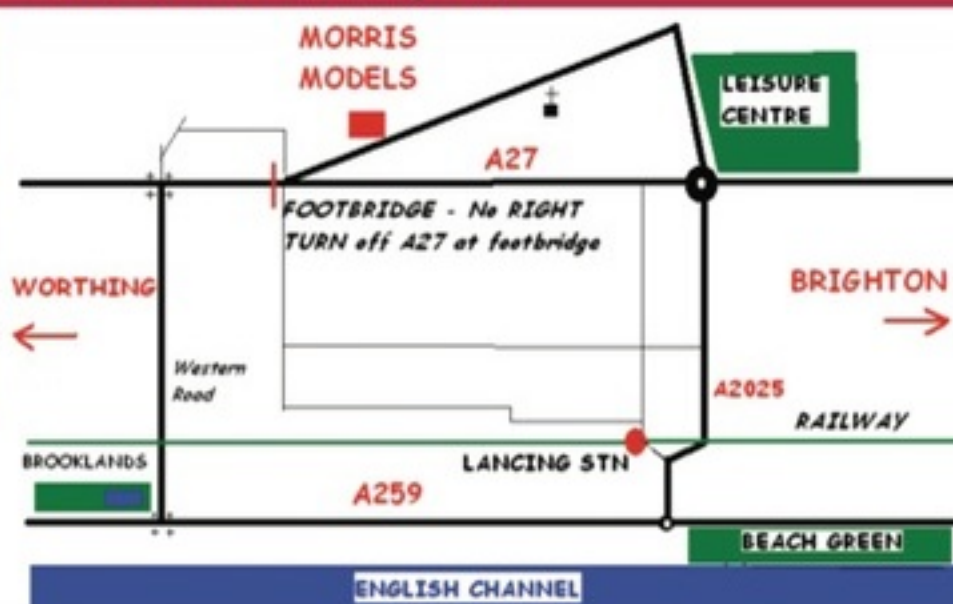 MORRIS
MODELS
LEISURE
CENTRE
A27
FOOTBRIDGE - No RIGHT
TURN off A27 at footbridge
WORTHING
BRIGHTON
Western
Road
A2025
RAILWAY
BROOKLANDS
LANCING STN
A259
BEACH GREEN
ENGLISH CHANNEL